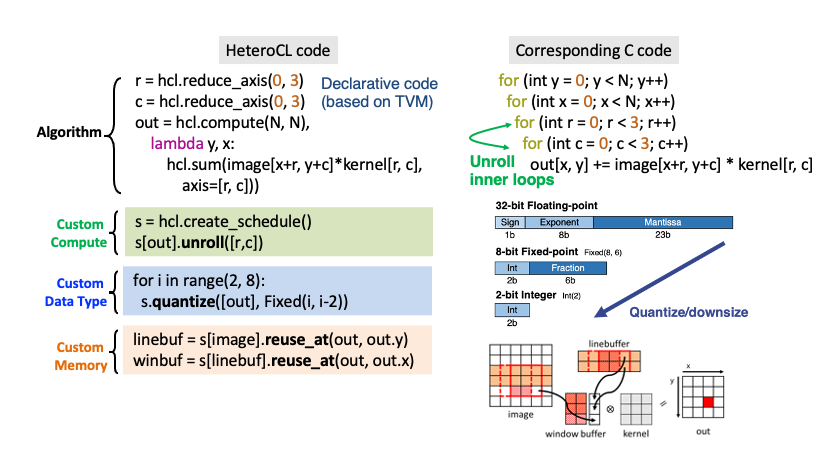 HeteroCL code
Algorithm
r = hcl.reduce_axis(0, 3)
c = hcl.reduce_axis(0, 3)
out = hcl.compute(N, N),
lambda y, x:
hcl.sum(image[x+r, y+c]*kernel[r, c],
axis=[r, c]))
Declarative code
(based on TVM)
Custom
Compute
s = hcl.create_schedule()
s[out].unroll([r,c])
Custom
Data Type
for i in range(2, 8):
s.quantize([out], Fixed(i, i-2))
Custom
Memory
linebuf = s[image].reuse_at(out, out.y)
winbuf = s[linebuf].reuse_at(out, out.x)
Corresponding C code
for (int y = 0; y < N; y++)
for (int x = 0; x < N; x++)
for (int r = 0; r < 3; r++)
for (int c = 0; c < 3; c++)
out[x, y] += image[x+r, y+c] * kernel[r, c]
Unroll
inner loops
32-bit Floating-point
Sign Exponent Mantissa
1b 8b 23b
8-bit Fixed-point Fixed(8, 6)
Int Fraction
2b 6b
2-bit Integer Int(2)
Int
2b
Quantize/downsize
linebuffer
image
window buffer
⊗
kernel
=
x
y
out